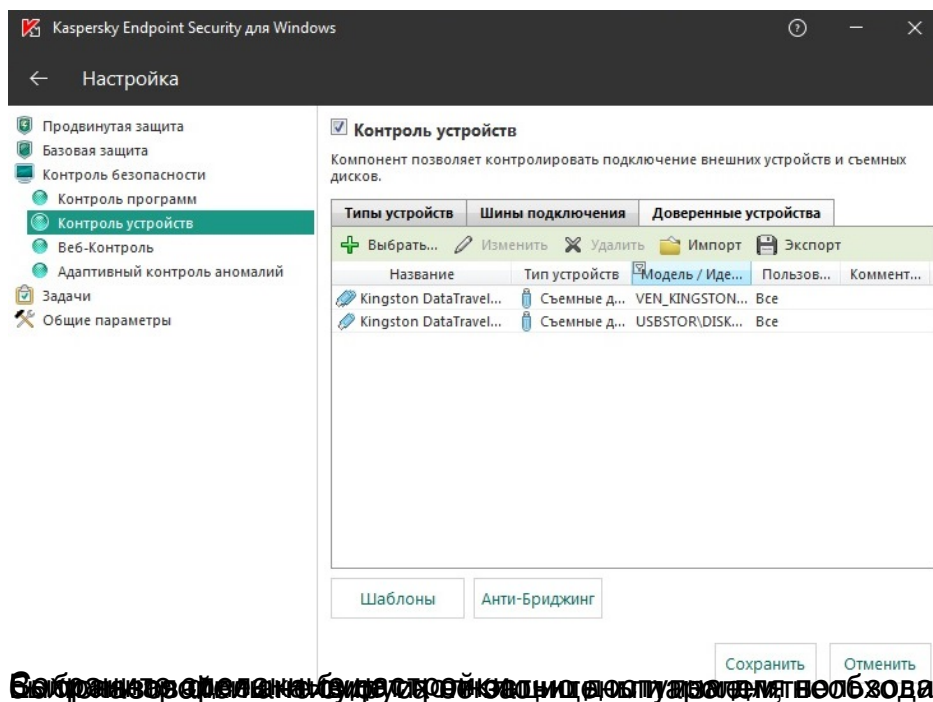 Kaspersky Endpoint Security для Windows
Настройка
Продвинутая защита
Базовая защита
Контроль безопасности
Контроль программ
Контроль устройств
Веб-Контроль
Адаптивный контроль аномалий
Задачи
Общие параметры
Контроль устройств
Компонент позволяет контролировать подключение внешних устройств и съемных
дисков.
Типы устройств Шины подключения Доверенные устройства
Выбрать... Изменить Удалить Импорт Экспорт
Название Тип устройств Модель / Иде... Пользов... Коммент...
Kingston DataTravel... Съемные д... VEN_KINGSTON... Все
Kingston DataTravel... Съемные д... USBSTOR\DISK... Все
Шаблоны Анти-Бриджинг
Сохранить Отменить